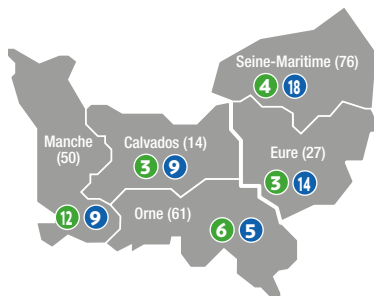 Seine-Maritime (76)
4 18
Manche
(50)
Calvados (14)
3 9
Eure (27)
3 14
12 9
Orne (61)
6 5